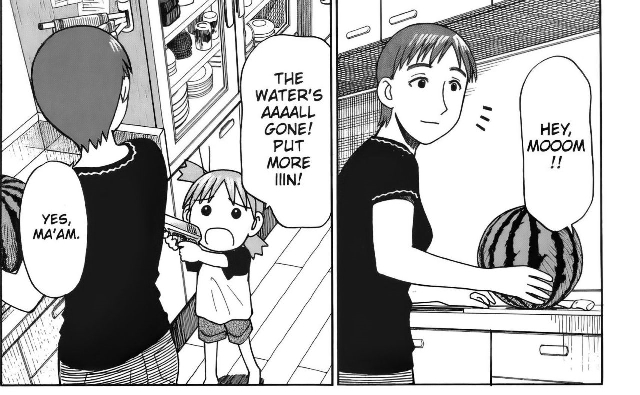 HEY,
MOOOM
!!
THE
WATER'S
AAAALL
GONE!
PUT
MORE
IIIN!
YES,
MA'AM.